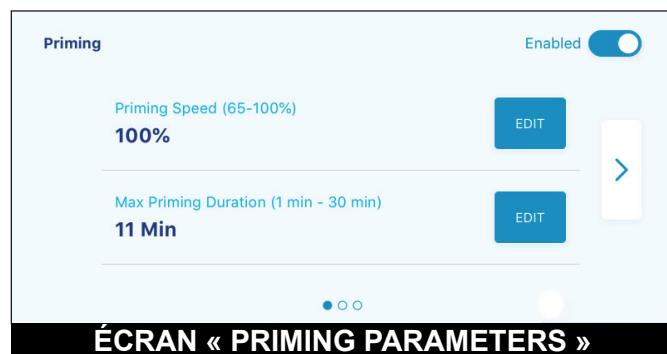 Priming
Enabled
Priming Speed (65-100%)
100%
EDIT
Max Priming Duration (1 min - 30 min)
11 Min
EDIT
ÉCRAN « PRIMING PARAMETERS »